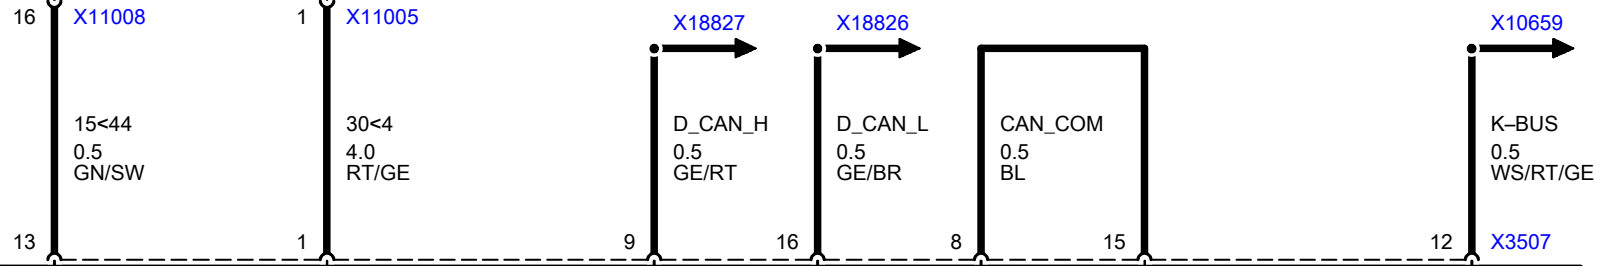 16 X11008 1 X11005 X18827 X18826 X10659
15<44 30<4 D_CAN_H D_CAN_L CAN_COM K–BUS
0.5 4.0 0.5 0.5 0.5 0.5
GN/SW RT/GE GE/RT GE/BR BL WS/RT/GE
13 1 9 16 8 15 12 X3507